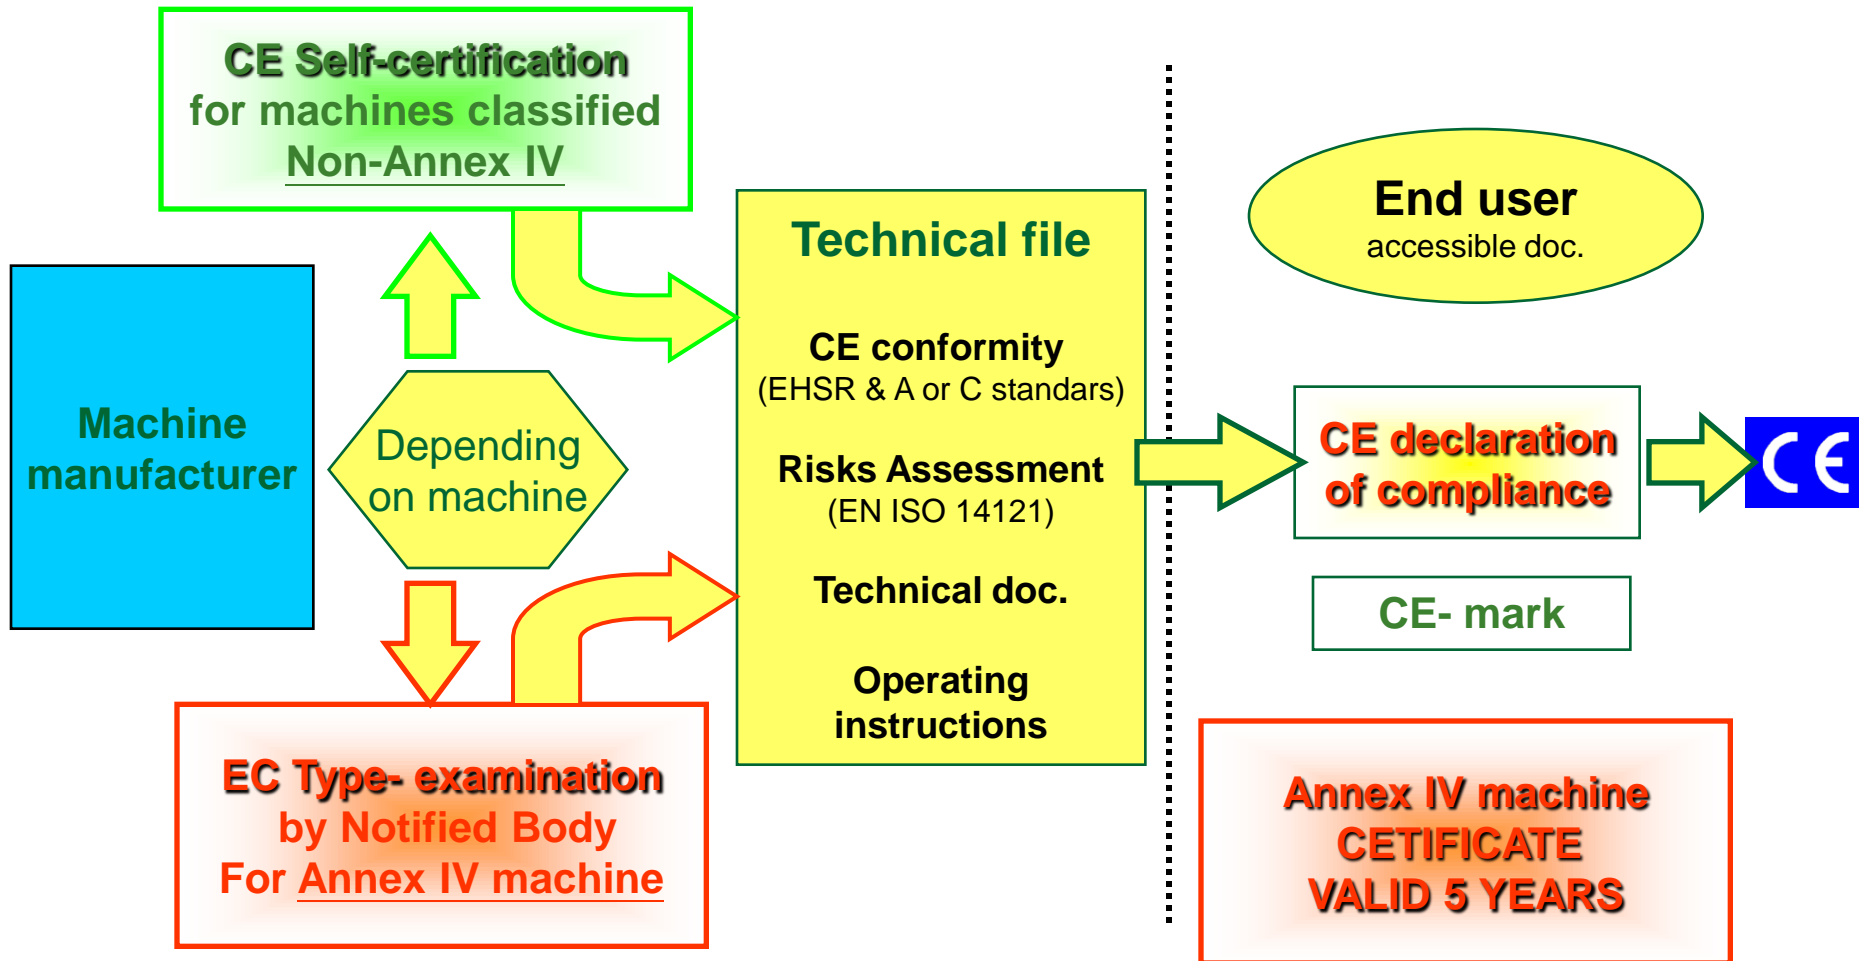 CE Self-certification
for machines classified
Non-Annex IV
Machine
manufacturer
Depending
on machine
EC Type- examination
by Notified Body
For Annex IV machine
Technical file
CE conformity
(EHSR & A or C standars)
Risks Assessment
(EN ISO 14121)
Technical doc.
Operating
instructions
End user
accessible doc.
CE declaration
of compliance
CE
CE- mark
Annex IV machine
CETIFICATE
VALID 5 YEARS